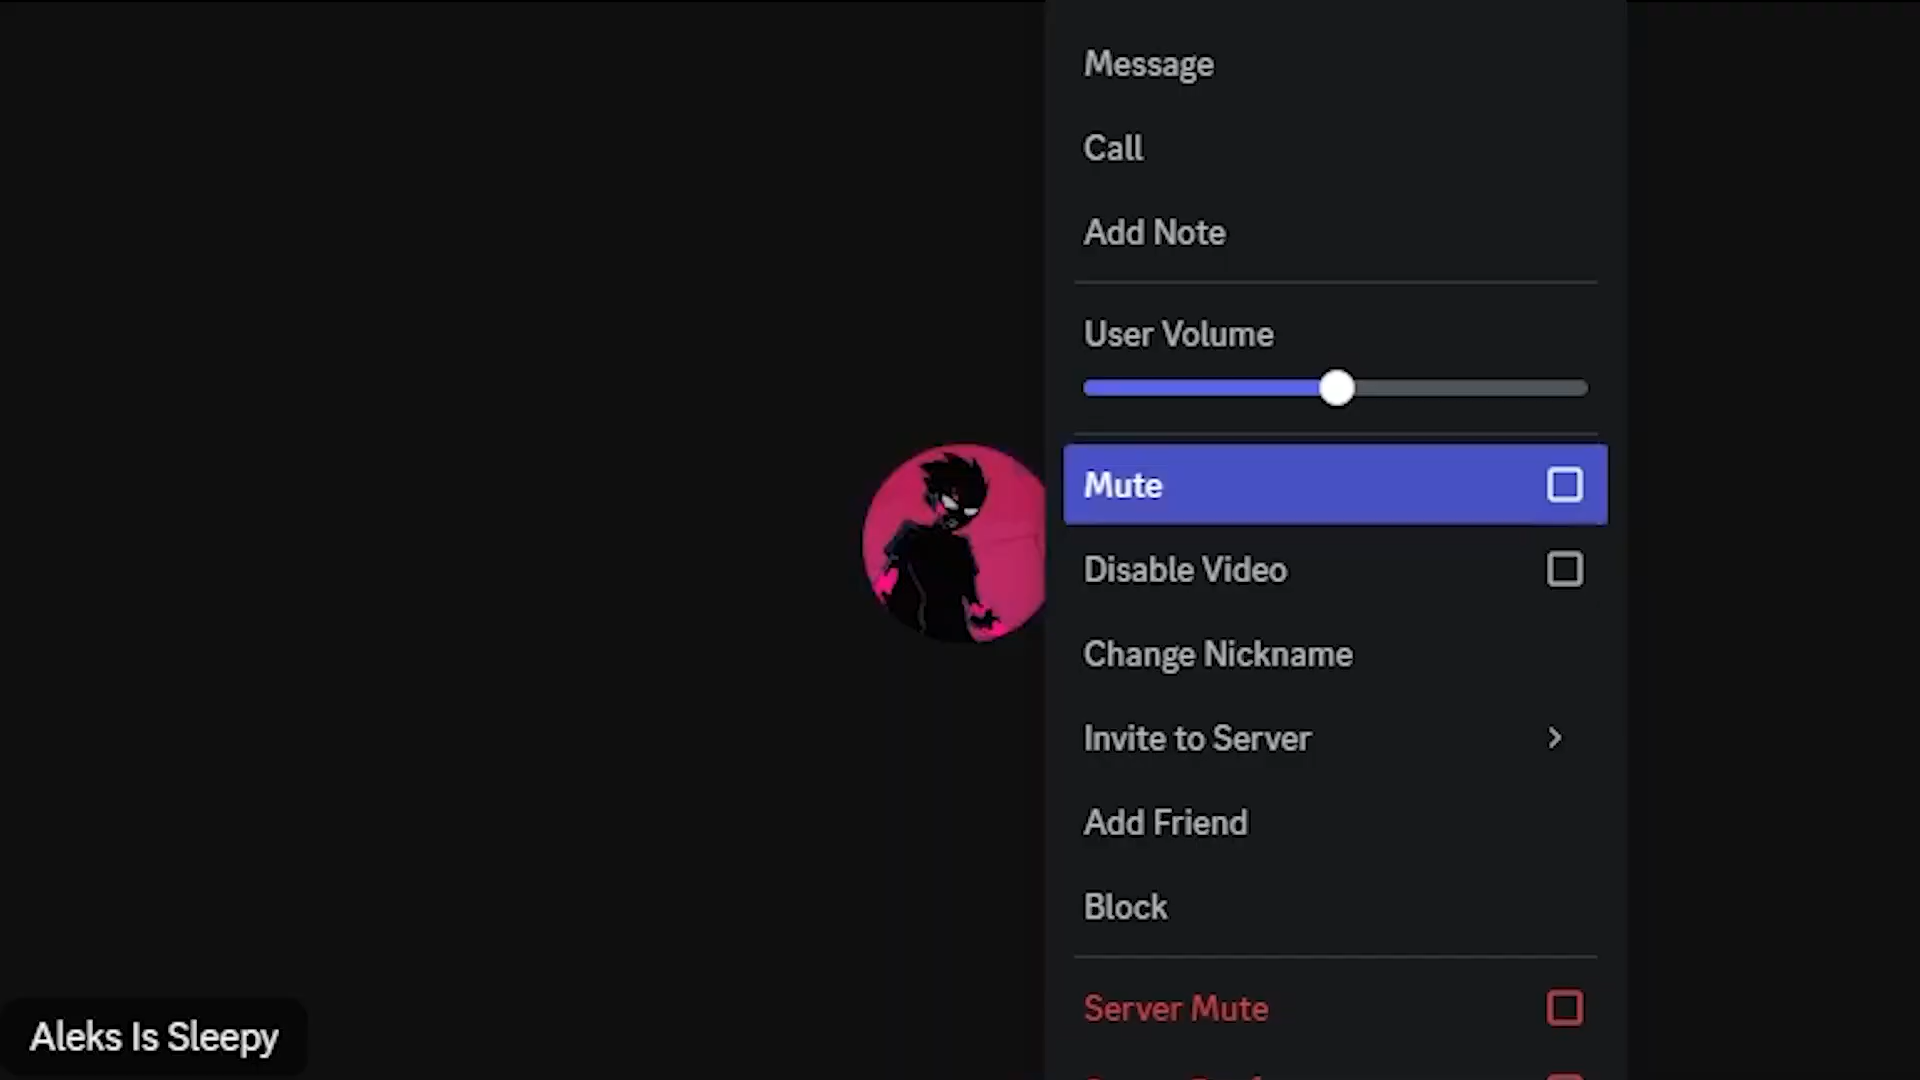 Message
Call
Add Note
User Volume
Mute
Disable Video
Change Nickname
Invite to Server
Add Friend
Block
Server Mute
Aleks Is Sleepy